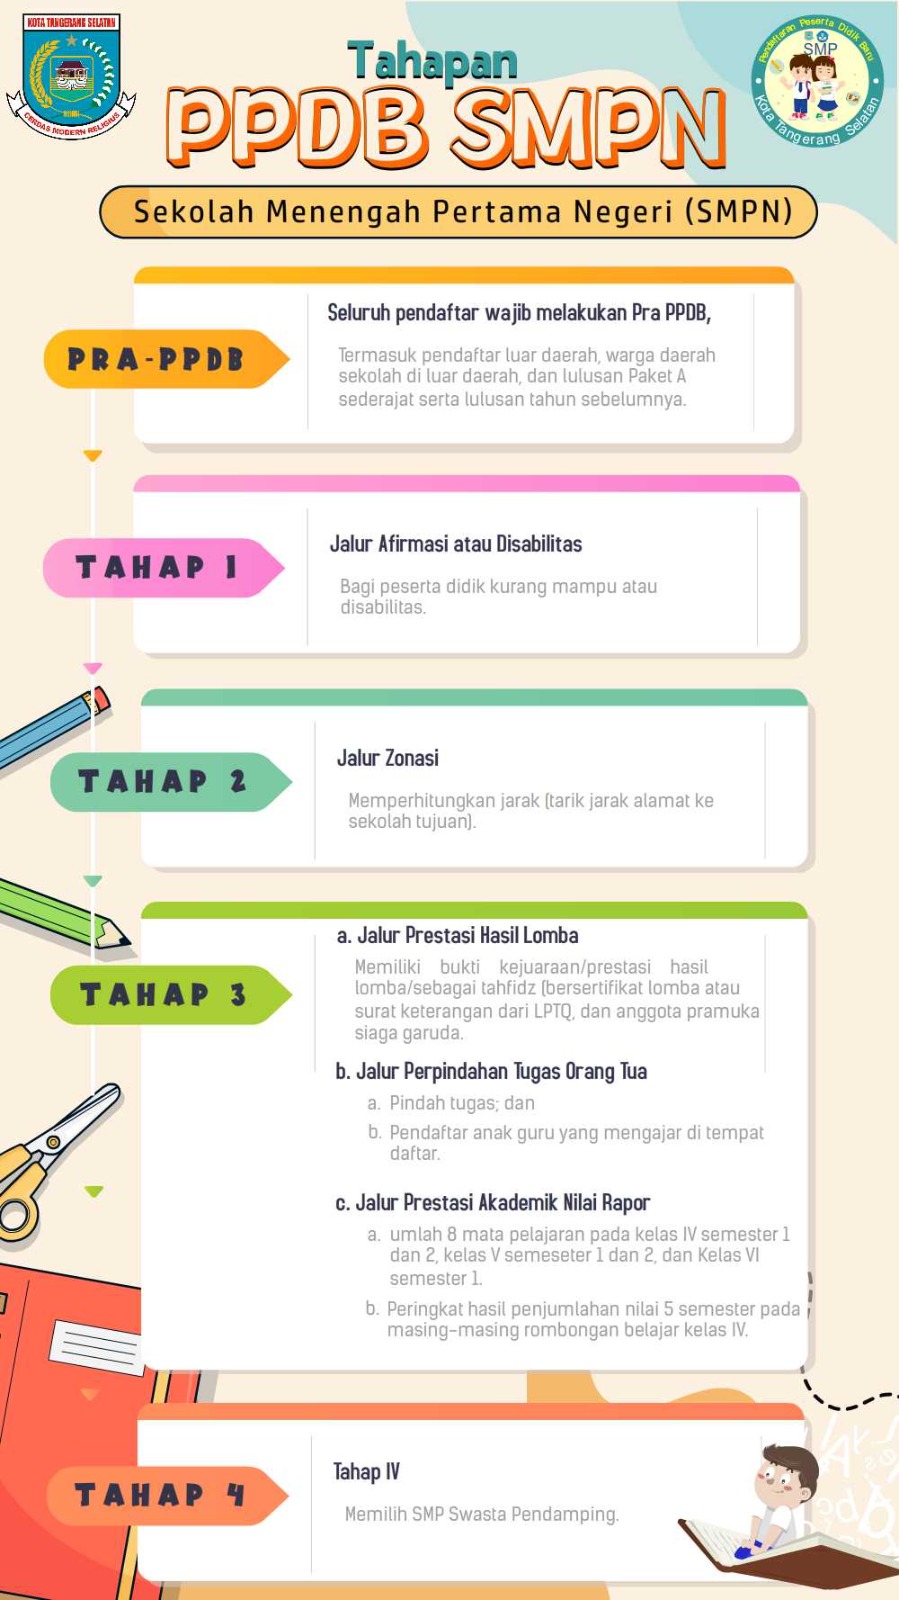 KOTA TANGERANG SELATAN
CERDAS MODERN RELIGIUS
Tahapan
PPDB SMPN
Pendaftaran Peserta Didik Baru
SMP
Kota Tangerang Selatan
Sekolah Menengah Pertama Negeri (SMPN)
PRA-PPDB
Seluruh pendaftar wajib melakukan Pra PPDB,
Termasuk pendaftar luar daerah, warga daerah
sekolah di luar daerah, dan lulusan Paket A
sederajat serta lulusan tahun sebelumnya.
TAHAP 1
Jalur Afirmasi atau Disabilitas
Bagi peserta didik kurang mampu atau
disabilitas.
TAHAP 2
Jalur Zonasi
Memperhitungkan jarak (tarik jarak alamat ke
sekolah tujuan).
TAHAP 3
a. Jalur Prestasi Hasil Lomba
Memiliki bukti kejuaraan/prestasi hasil
lomba/sebagai tahfidz (bersertifikat lomba atau
surat keterangan dari LPTQ, dan anggota pramuka
siaga garuda.
b. Jalur Perpindahan Tugas Orang Tua
a. Pindah tugas; dan
b. Pendaftar anak guru yang mengajar di tempat
daftar.
c. Jalur Prestasi Akademik Nilai Rapor
a. umlah 8 mata pelajaran pada kelas IV semester 1
dan 2, kelas V semeseter 1 dan 2, dan Kelas VI
semester 1.
b. Peringkat hasil penjumlahan nilai 5 semester pada
masing-masing rombongan belajar kelas IV.
TAHAP 4
Tahap IV
Memilih SMP Swasta Pendamping.